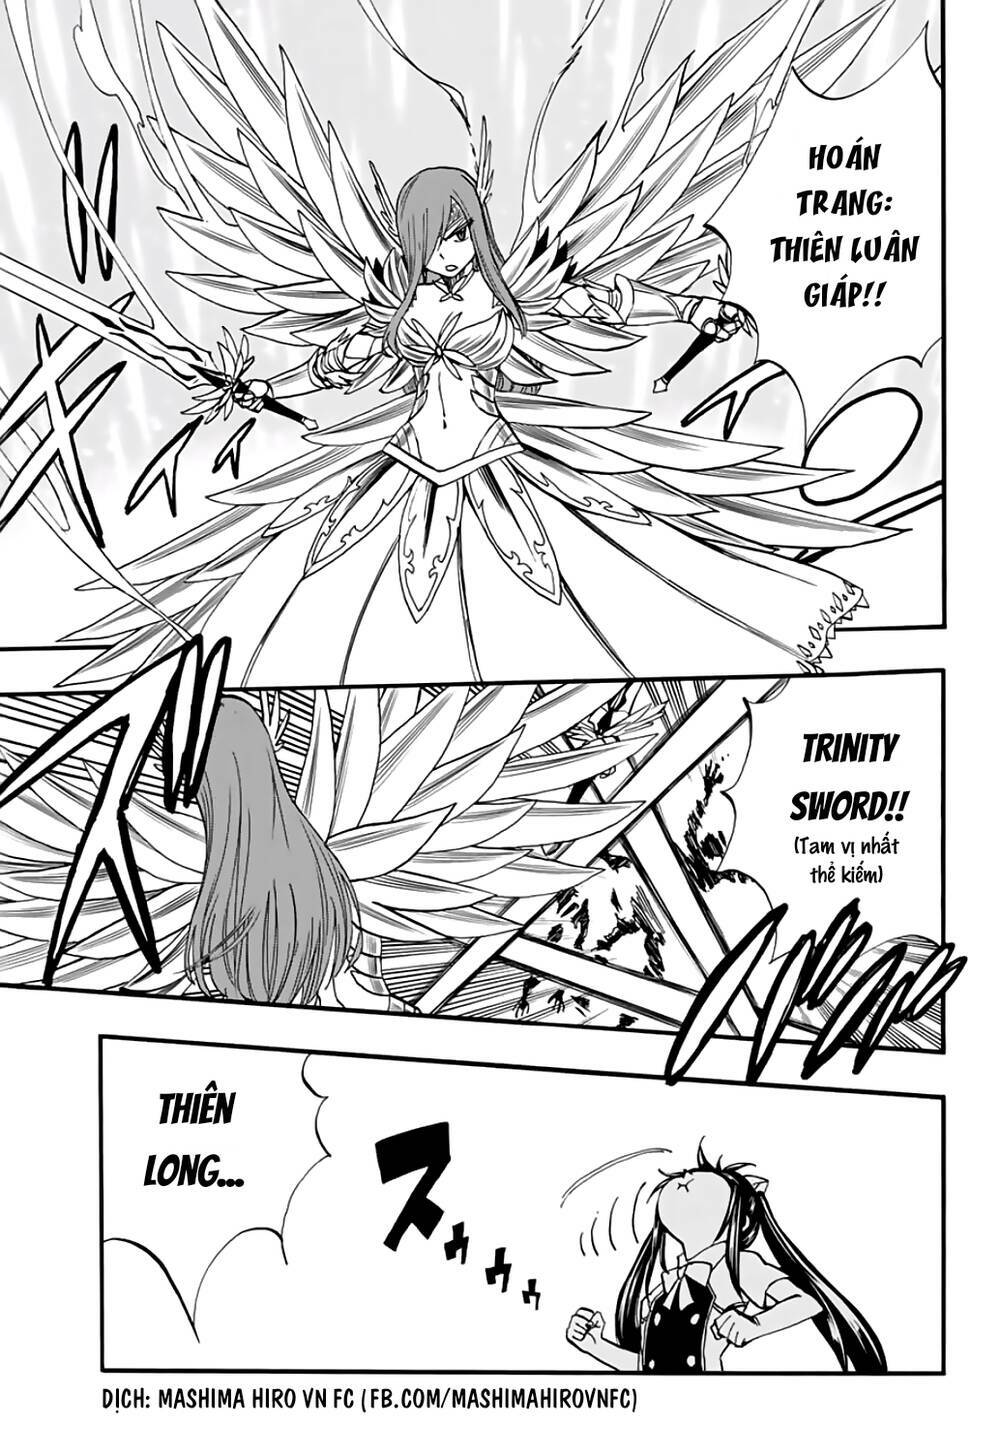 HOÁN
TRANG:
THIÊN LUÂN
GIÁP!!
TRINITY
SWORD!!
(Tam vị nhất
thể kiếm)
THIÊN
LONG...
スゥゥゥ
DỊCH: MASHIMA HIRO VN FC (FB.COM/MASHIMAHIROVNFC)